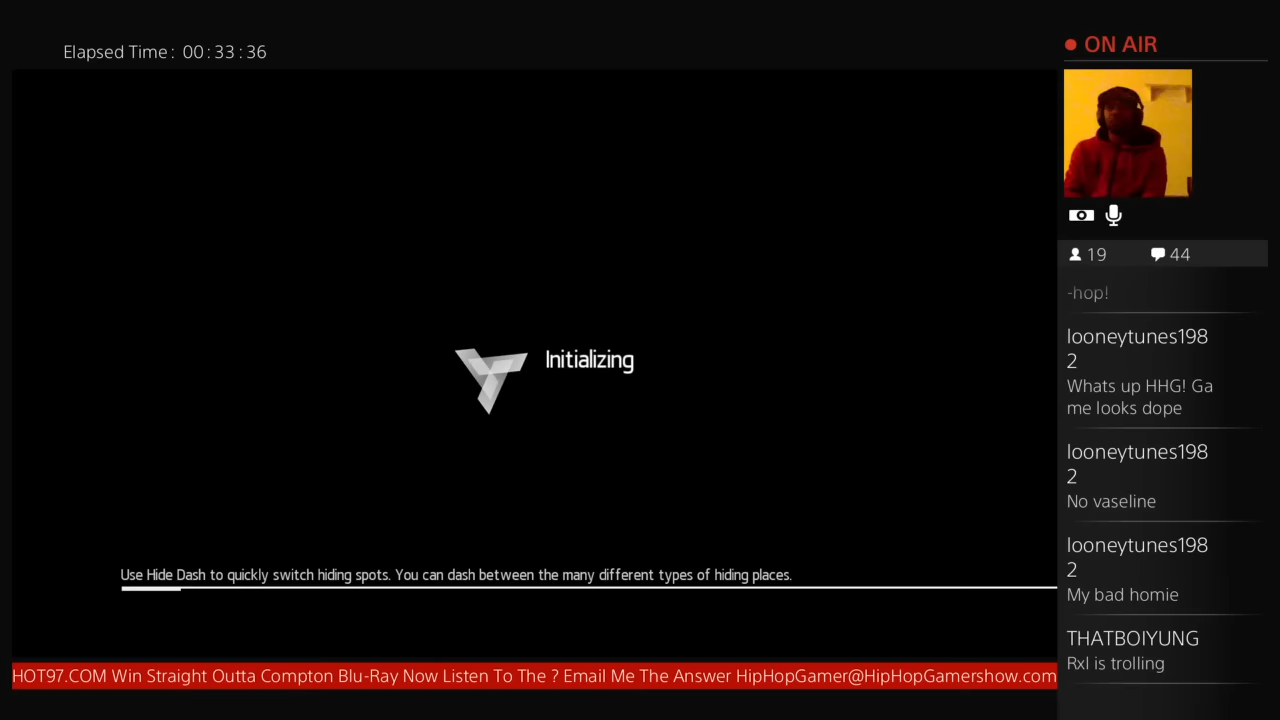 Elapsed Time: 00:33:36
ON AIR
19 44
-hop!
looneytunes198
2
Whats up HHG! Ga
me looks dope
looneytunes198
2
No vaseline
looneytunes198
2
My bad homie
THATBOIYUNG
Rxl is trolling
Initializing
Use Hide Dash to quickly switch hiding spots. You can dash between the many different types of hiding places.
HOT97.COM Win Straight Outta Compton Blu-Ray Now Listen To The ? Email Me The Answer HipHopGamer@HipHopGamershow.com